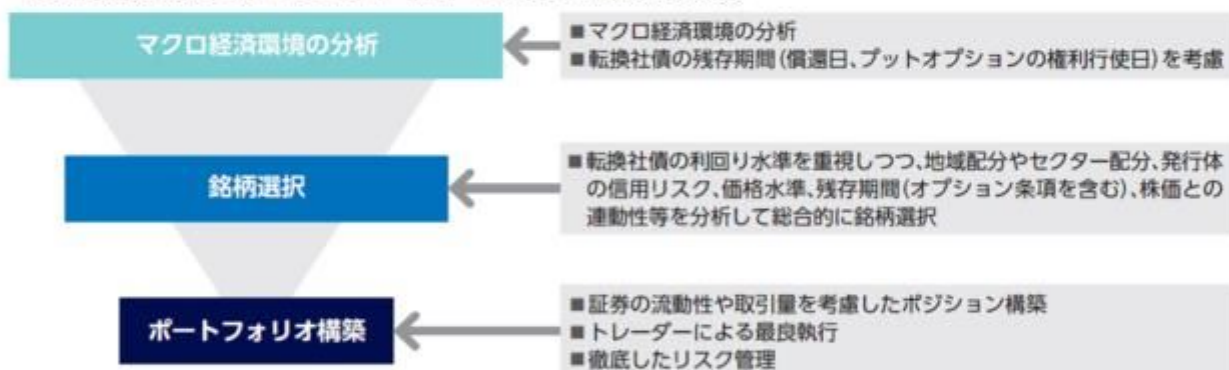 マクロ経済環境の分析
■マクロ経済環境の分析
■転換社債の残存期間(償還日、プットオプションの権利行使日)を考慮
銘柄選択
■転換社債の利回り水準を重視しつつ、地域配分やセクター配分、発行体
の信用リスク、価格水準、残存期間(オプション条項を含む)、株価との
連動性等を分析して総合的に銘柄選択
ポートフォリオ構築
■証券の流動性や取引量を考慮したポジション構築
■トレーダーによる最良執行
■徹底したリスク管理